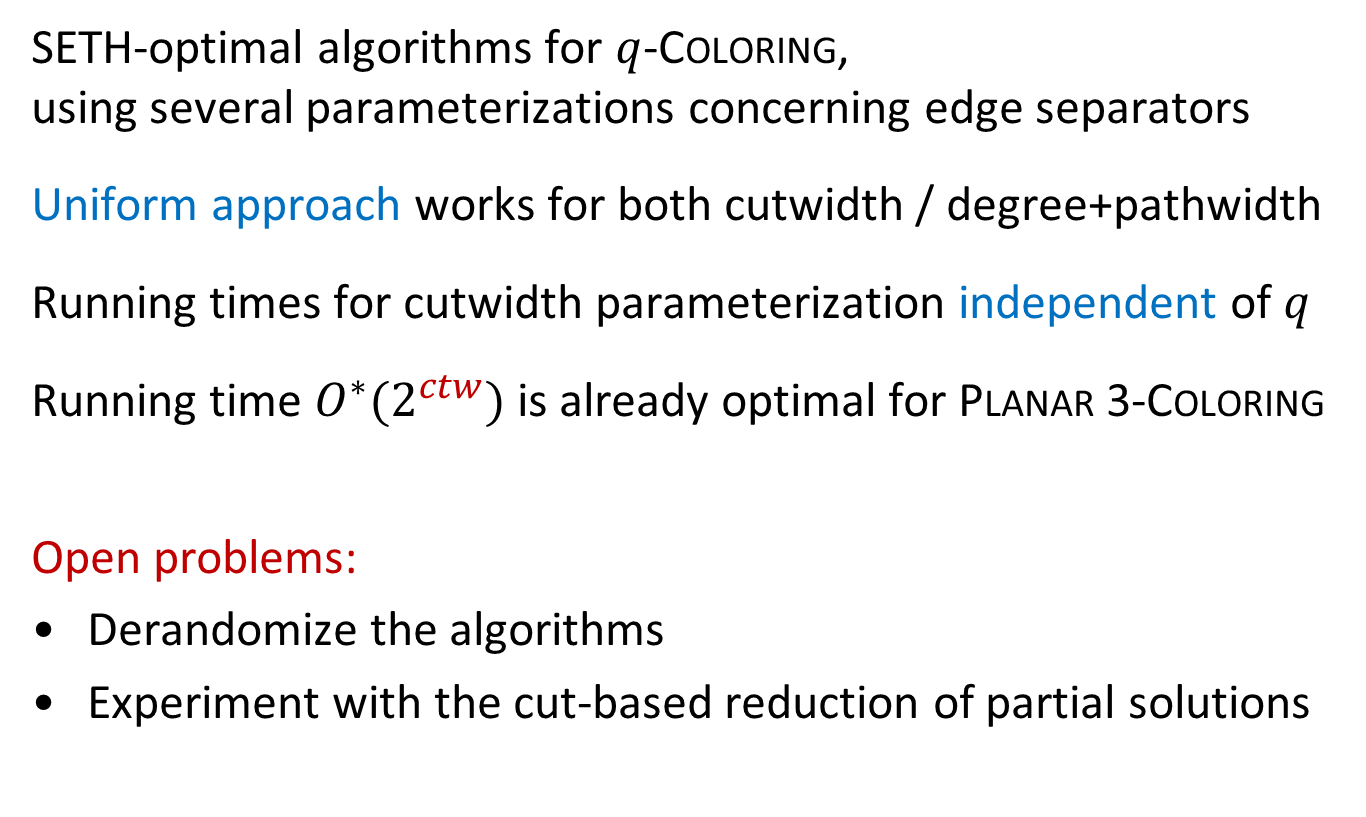 SETH-optimal algorithms for q-COLORING,
using several parameterizations concerning edge separators
Uniform approach works for both cutwidth / degree+pathwidth
Running times for cutwidth parameterization independent of q
Running time O*(2^ctw) is already optimal for PLANAR 3-COLORING
Open problems:
• Derandomize the algorithms
• Experiment with the cut-based reduction of partial solutions